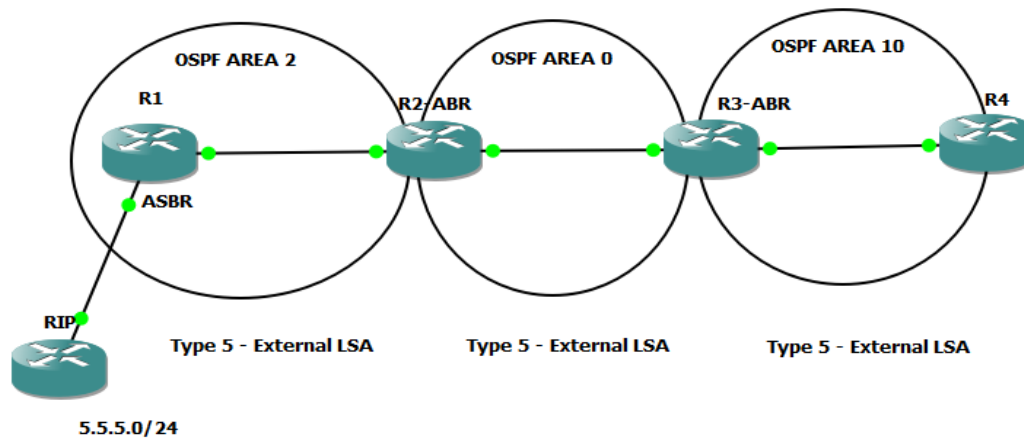 OSPF AREA 2
OSPF AREA 0
OSPF AREA 10
R1
R2-ABR
R3-ABR
R4
ASBR
RIP
Type 5 - External LSA
Type 5 - External LSA
Type 5 - External LSA
5.5.5.0/24